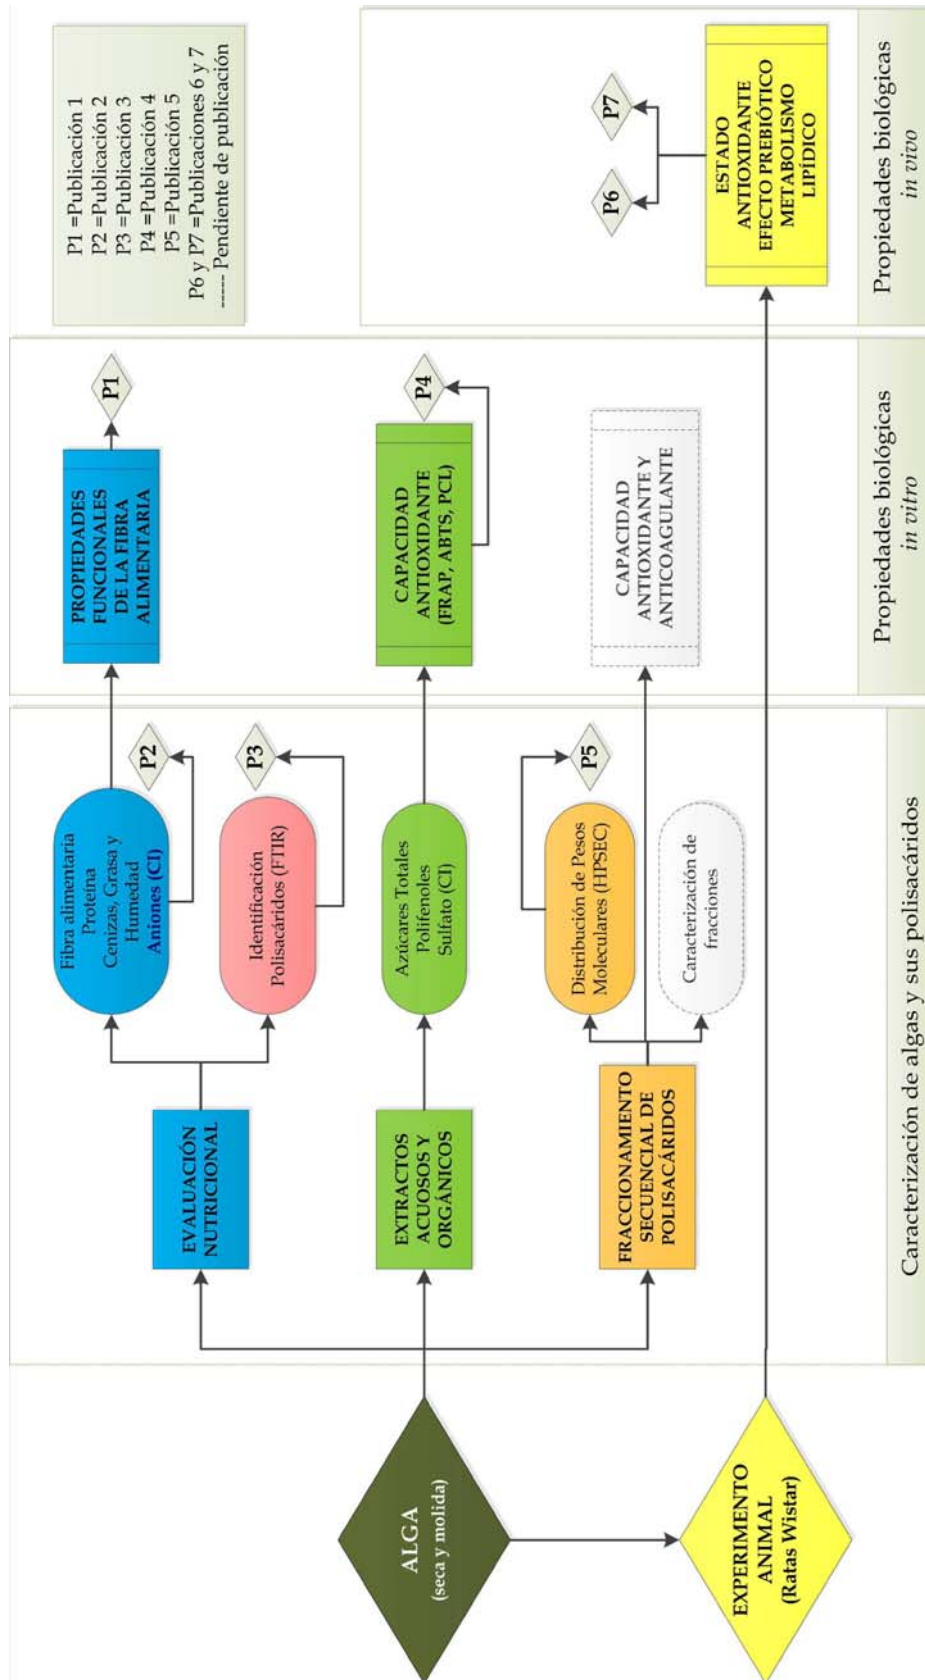 P1 =Publicación 1
P2 =Publicación 2
P3 =Publicación 3
P4 =Publicación 4
P5 =Publicación 5
P6 y P7 =Publicaciones 6 y 7
----- Pendiente de publicación
ALGA
(seca y molida)
EXPERIMENTO
ANIMAL
(Ratas Wistar)
EVALUACIÓN
NUTRICIONAL
Fibra alimentaria
Proteína
Cenizas, Grasa y
Humedad
Aniones (CI)
P2
Identificación
Polisacáridos (FTIR)
P3
PROPIEDADES
FUNCIONALES
DE LA FIBRA
ALIMENTARIA
P1
EXTRACTOS
ACUOSOS Y
ORGÁNICOS
Azúcares Totales
Polifenoles
Sulfato (CI)
CAPACIDAD
ANTIOXIDANTE
(FRAP, ABTS, PCL)
P4
FRACCIONAMIENTO
SECUENCIAL DE
POLISACÁRIDOS
Distribución de Pesos
Moleculares (HPSEC)
P5
Caracterización de
fracciones
CAPACIDAD
ANTIOXIDANTE Y
ANTICOAGULANTE
ESTADO
ANTIOXIDANTE
EFECTO PREBIÓTICO
METABOLISMO
LIPÍDICO
P6
P7
Caracterización de algas y sus polisacáridos
Propiedades biológicas
in vitro
Propiedades biológicas
in vivo